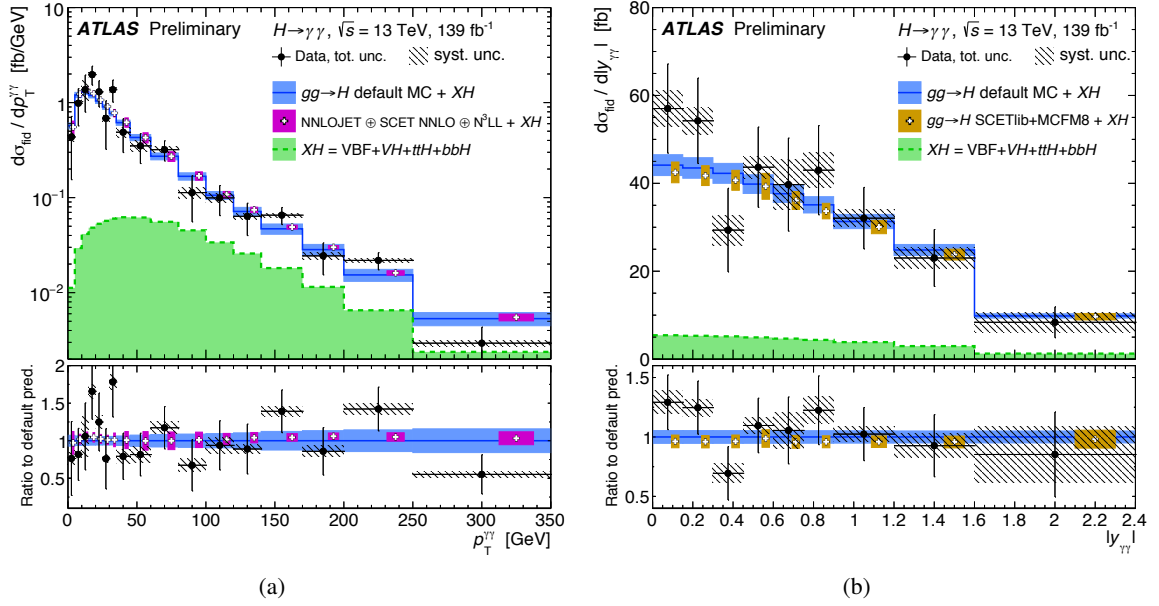 ATLAS Preliminary
H→γγ, √s = 13 TeV, 139 fb⁻¹
Data, tot. unc. syst. unc.
gg→H default MC + XH
NNLOJET ⊕ SCET NNLO ⊕ N³LL + XH
XH = VBF+VH+ttH+bbH
dσ_fid / dp_T^γγ [fb/GeV]
10
1
10⁻¹
10⁻²
Ratio to default pred.
2
1.5
1
0.5
0 50 100 150 200 250 300 350
p_T^γγ [GeV]
(a)
ATLAS Preliminary
H→γγ, √s = 13 TeV, 139 fb⁻¹
Data, tot. unc. syst. unc.
gg→H default MC + XH
gg→H SCETlib+MCFM8 + XH
XH = VBF+VH+ttH+bbH
dσ_fid / d|y_γγ| [fb]
80
60
40
20
0
Ratio to default pred.
1.5
1
0.5
0 0.2 0.4 0.6 0.8 1 1.2 1.4 1.6 1.8 2 2.2 2.4
|y_γγ|
(b)